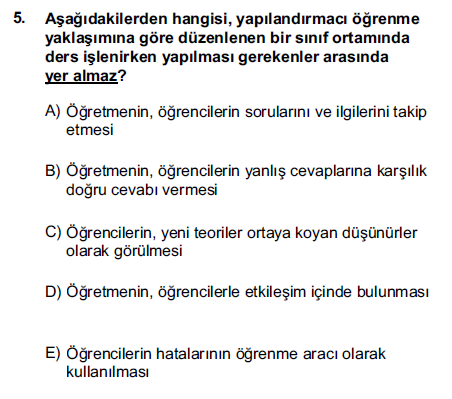 5. Aşağıdakilerden hangisi, yapılandırmacı öğrenme
yaklaşımına göre düzenlenen bir sınıf ortamında
ders işlenirken yapılması gerekenler arasında
yer almaz?
A) Öğretmenin, öğrencilerin sorularını ve ilgilerini takip
etmesi
B) Öğretmenin, öğrencilerin yanlış cevaplarına karşılık
doğru cevabı vermesi
C) Öğrencilerin, yeni teoriler ortaya koyan düşünürler
olarak görülmesi
D) Öğretmenin, öğrencilerle etkileşim içinde bulunması
E) Öğrencilerin hatalarının öğrenme aracı olarak
kullanılması